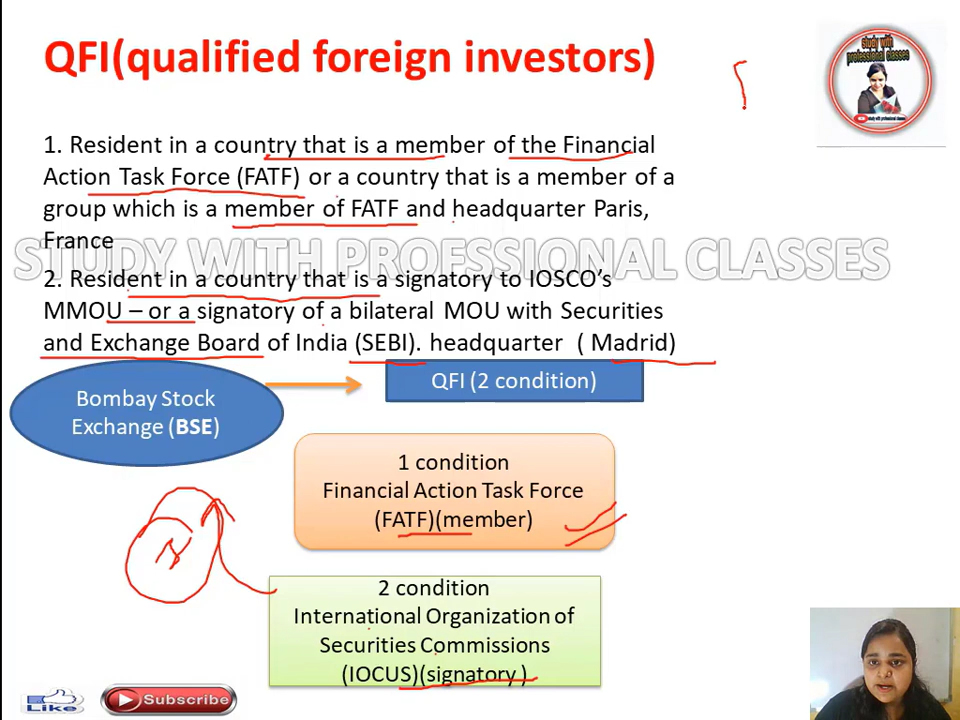 QFI(qualified foreign investors)
study with
professional classes
1. Resident in a country that is a member of the Financial
Action Task Force (FATF) or a country that is a member of a
group which is a member of FATF and headquarter Paris,
France
STUDY WITH PROFESSIONAL CLASSES
2. Resident in a country that is a signatory to IOSCO's
MMOU – or a signatory of a bilateral MOU with Securities
and Exchange Board of India (SEBI). headquarter ( Madrid)
Bombay Stock
Exchange (BSE)
QFI (2 condition)
1 condition
Financial Action Task Force
(FATF)(member)
2 condition
International Organization of
Securities Commissions
(IOCUS)(signatory )
Like
Subscribe